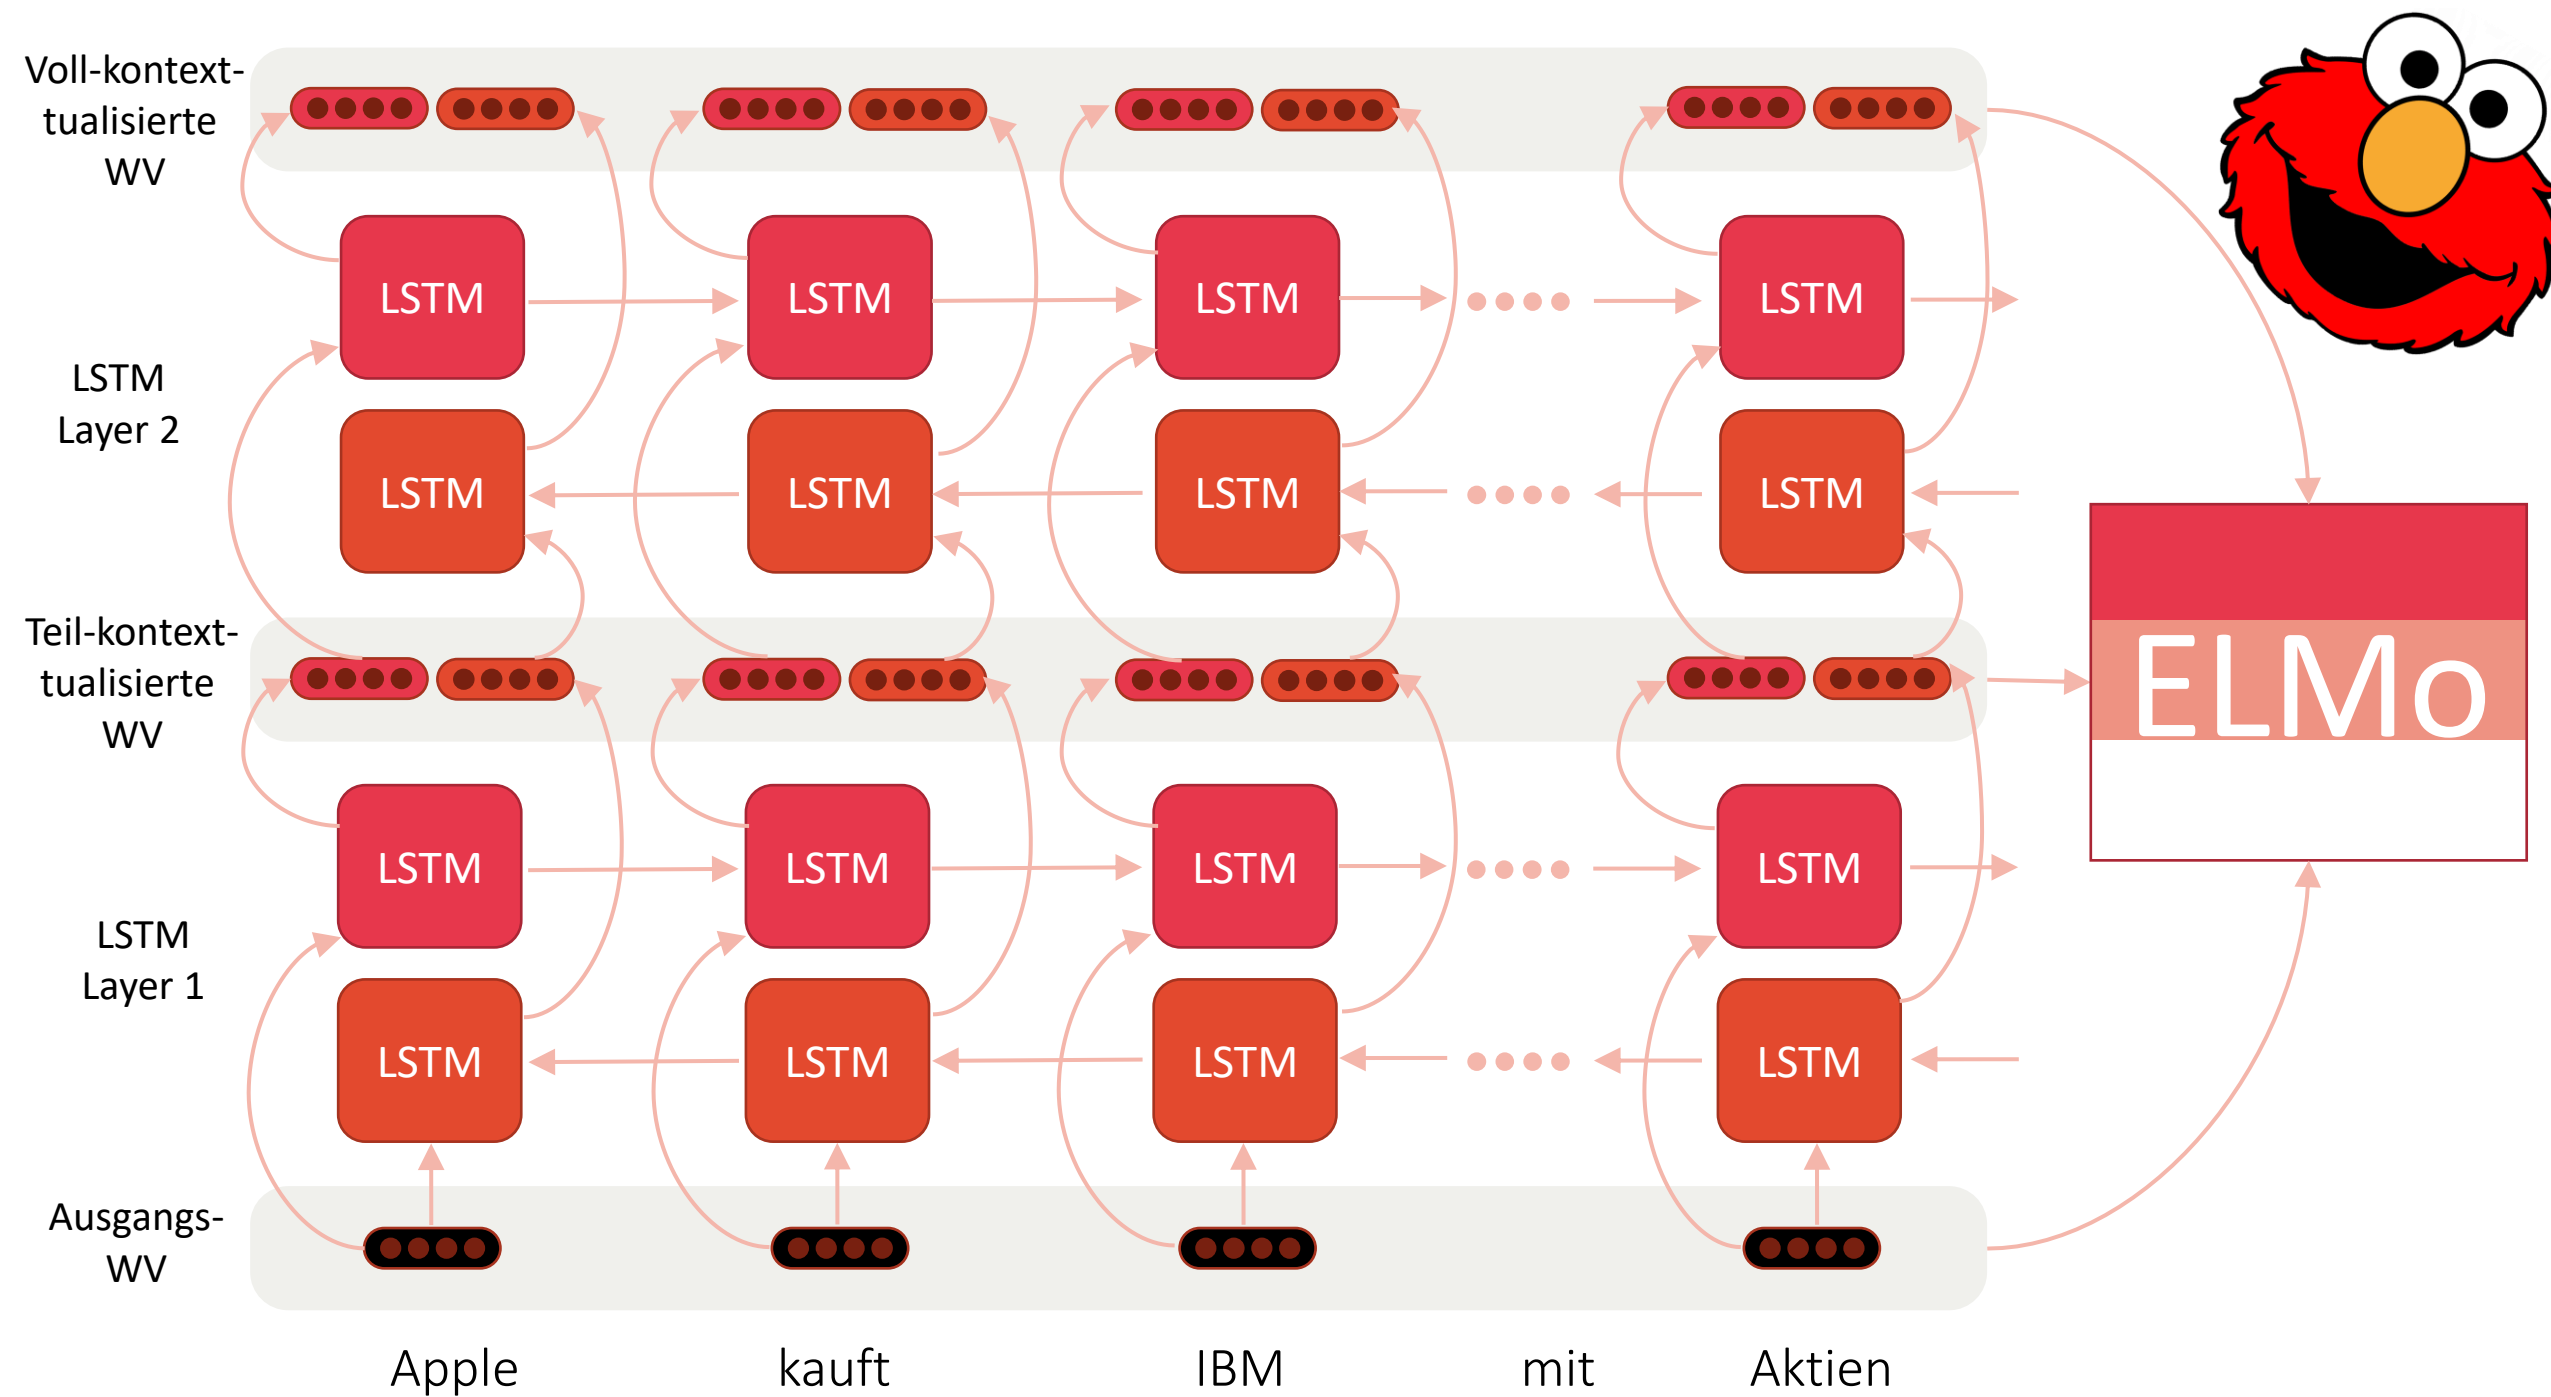 Voll-kontext-
tualisierte
WV
LSTM LSTM LSTM LSTM
LSTM
Layer 2
LSTM LSTM LSTM LSTM
Teil-kontext-
tualisierte
WV
ELMo
LSTM LSTM LSTM LSTM
LSTM
Layer 1
LSTM LSTM LSTM LSTM
Ausgangs-
WV
Apple kauft IBM mit Aktien